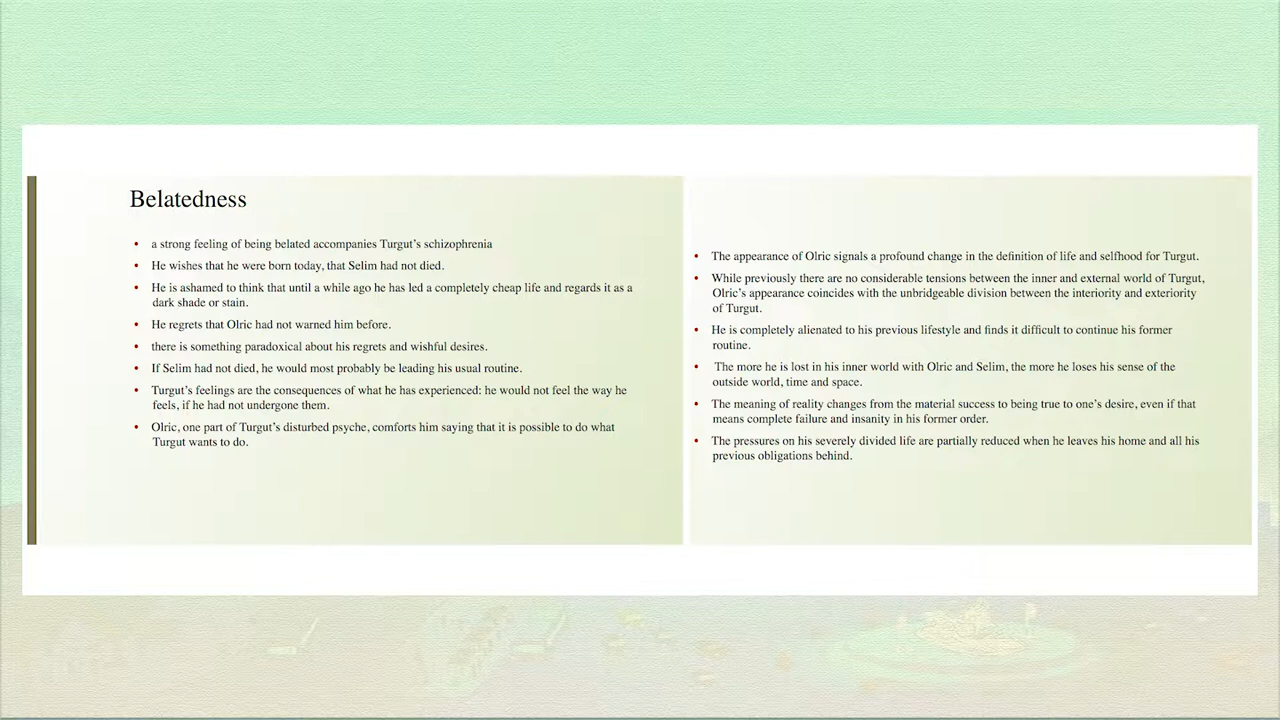 Belatedness
• a strong feeling of being belated accompanies Turgut's schizophrenia
• He wishes that he were born today, that Selim had not died.
• He is ashamed to think that until a while ago he has led a completely cheap life and regards it as a
dark shade or stain.
• He regrets that Olric had not warned him before.
• there is something paradoxical about his regrets and wishful desires.
• If Selim had not died, he would most probably be leading his usual routine.
• Turgut's feelings are the consequences of what he has experienced: he would not feel the way he
feels, if he had not undergone them.
• Olric, one part of Turgut's disturbed psyche, comforts him saying that it is possible to do what
Turgut wants to do.
• The appearance of Olric signals a profound change in the definition of life and selfhood for Turgut.
• While previously there are no considerable tensions between the inner and external world of Turgut,
Olric's appearance coincides with the unbridgeable division between the interiority and exteriority
of Turgut.
• He is completely alienated to his previous lifestyle and finds it difficult to continue his former
routine.
• The more he is lost in his inner world with Olric and Selim, the more he loses his sense of the
outside world, time and space.
• The meaning of reality changes from the material success to being true to one's desire, even if that
means complete failure and insanity in his former order.
• The pressures on his severely divided life are partially reduced when he leaves his home and all his
previous obligations behind.